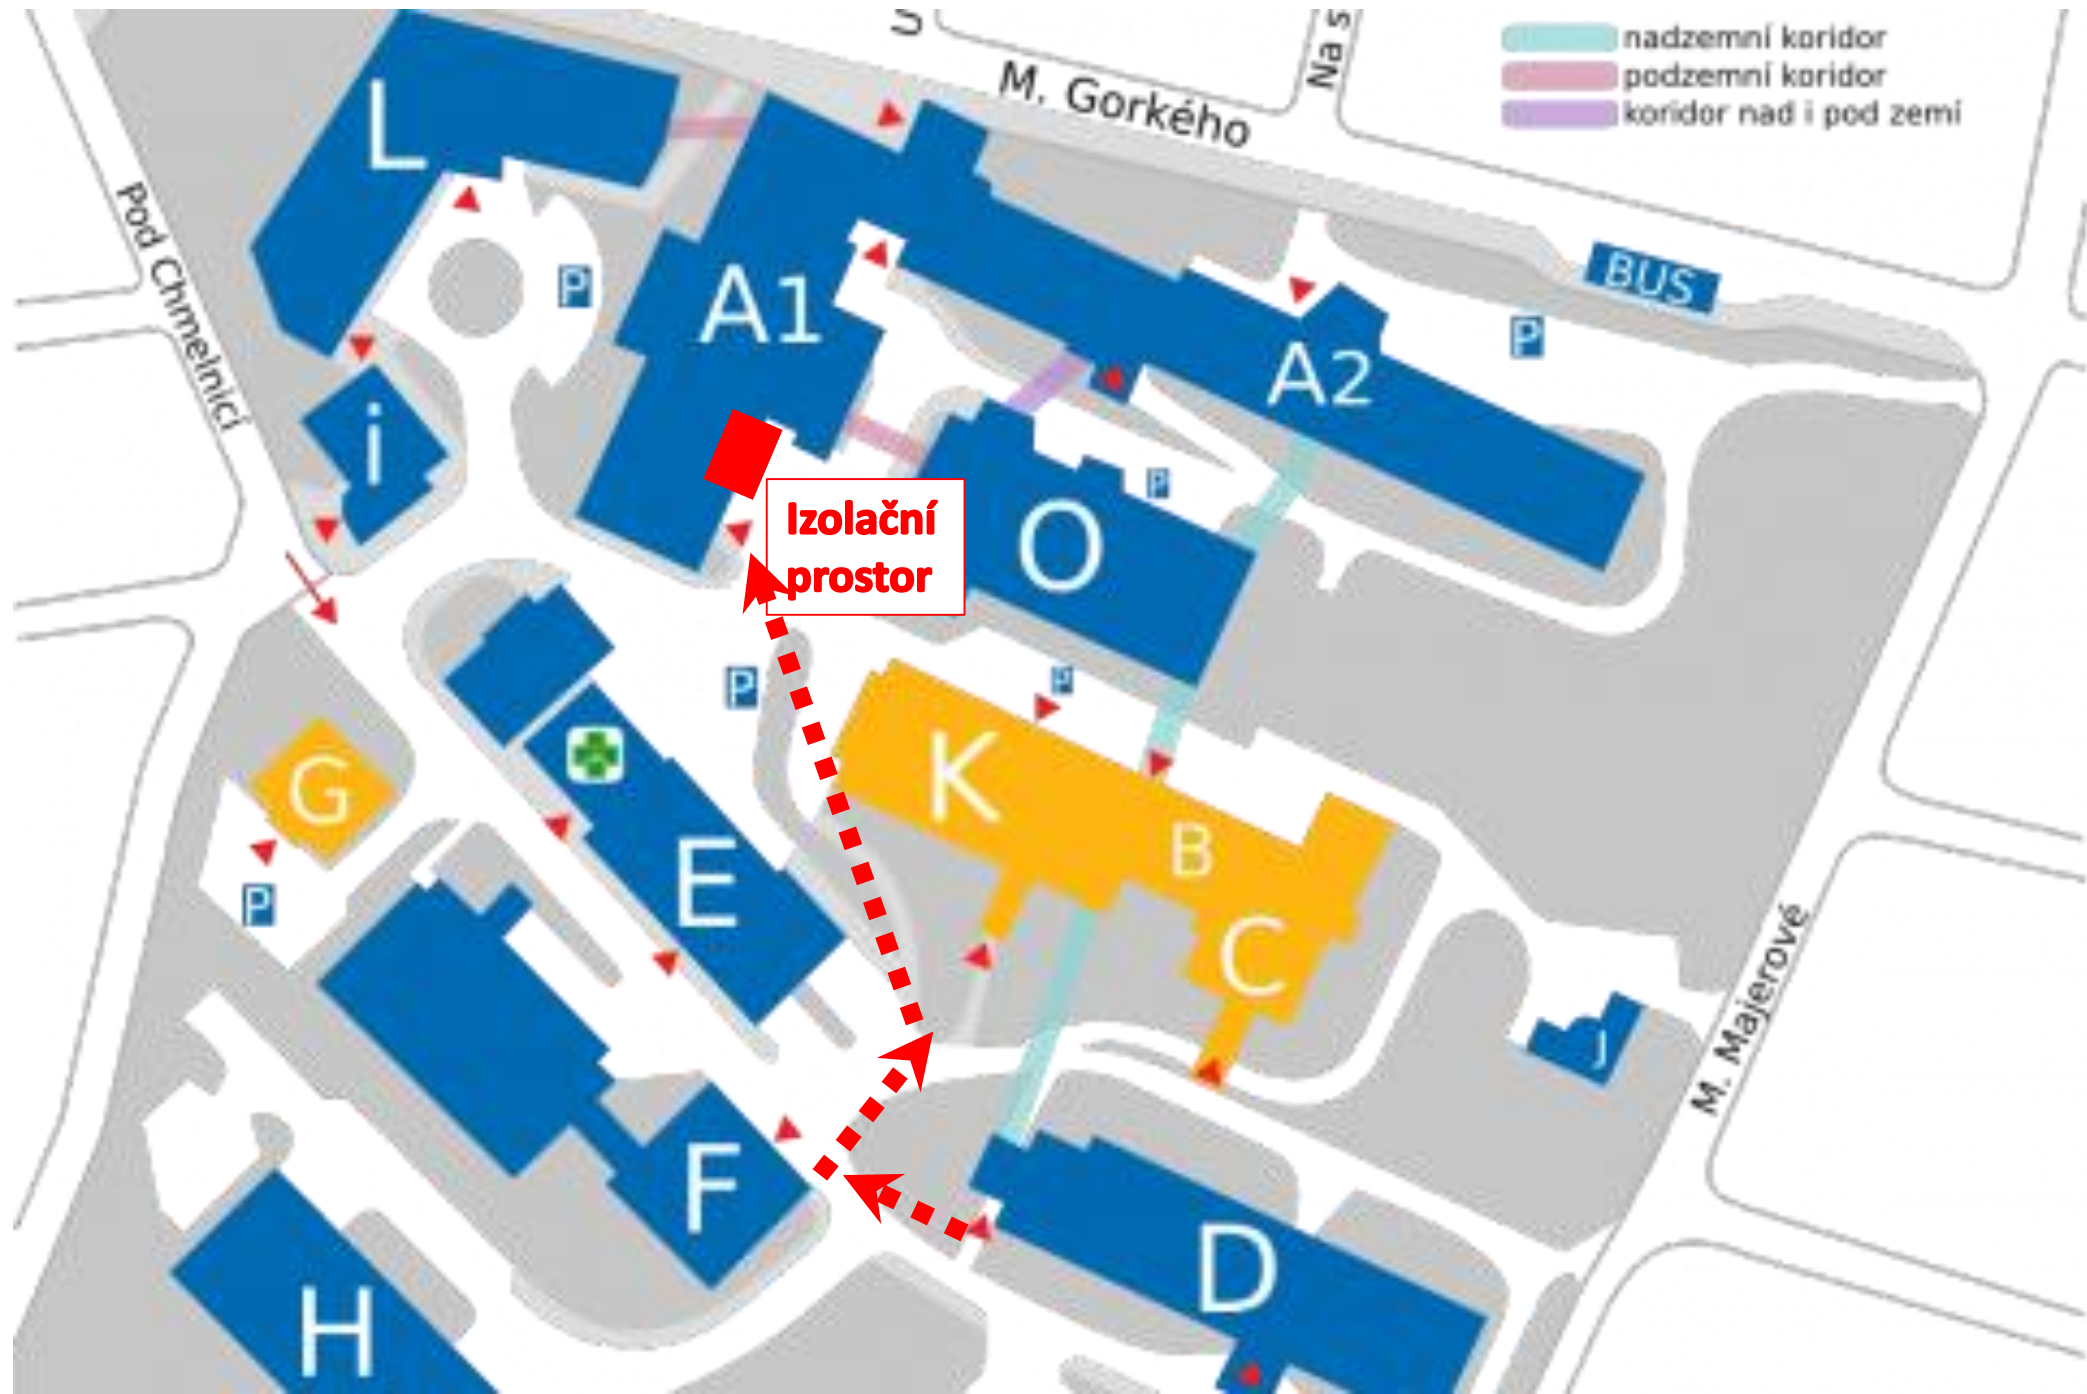 nadzemní koridor
podzemní koridor
koridor nad i pod zemí
S
M. Gorkého
Na s
L
Pod Chmelnicí
P
A1
BUS
P
A2
i
P
O
Izolační
prostor
P
P
K
G
B
E
P
C
M. Majerové
J
F
D
H